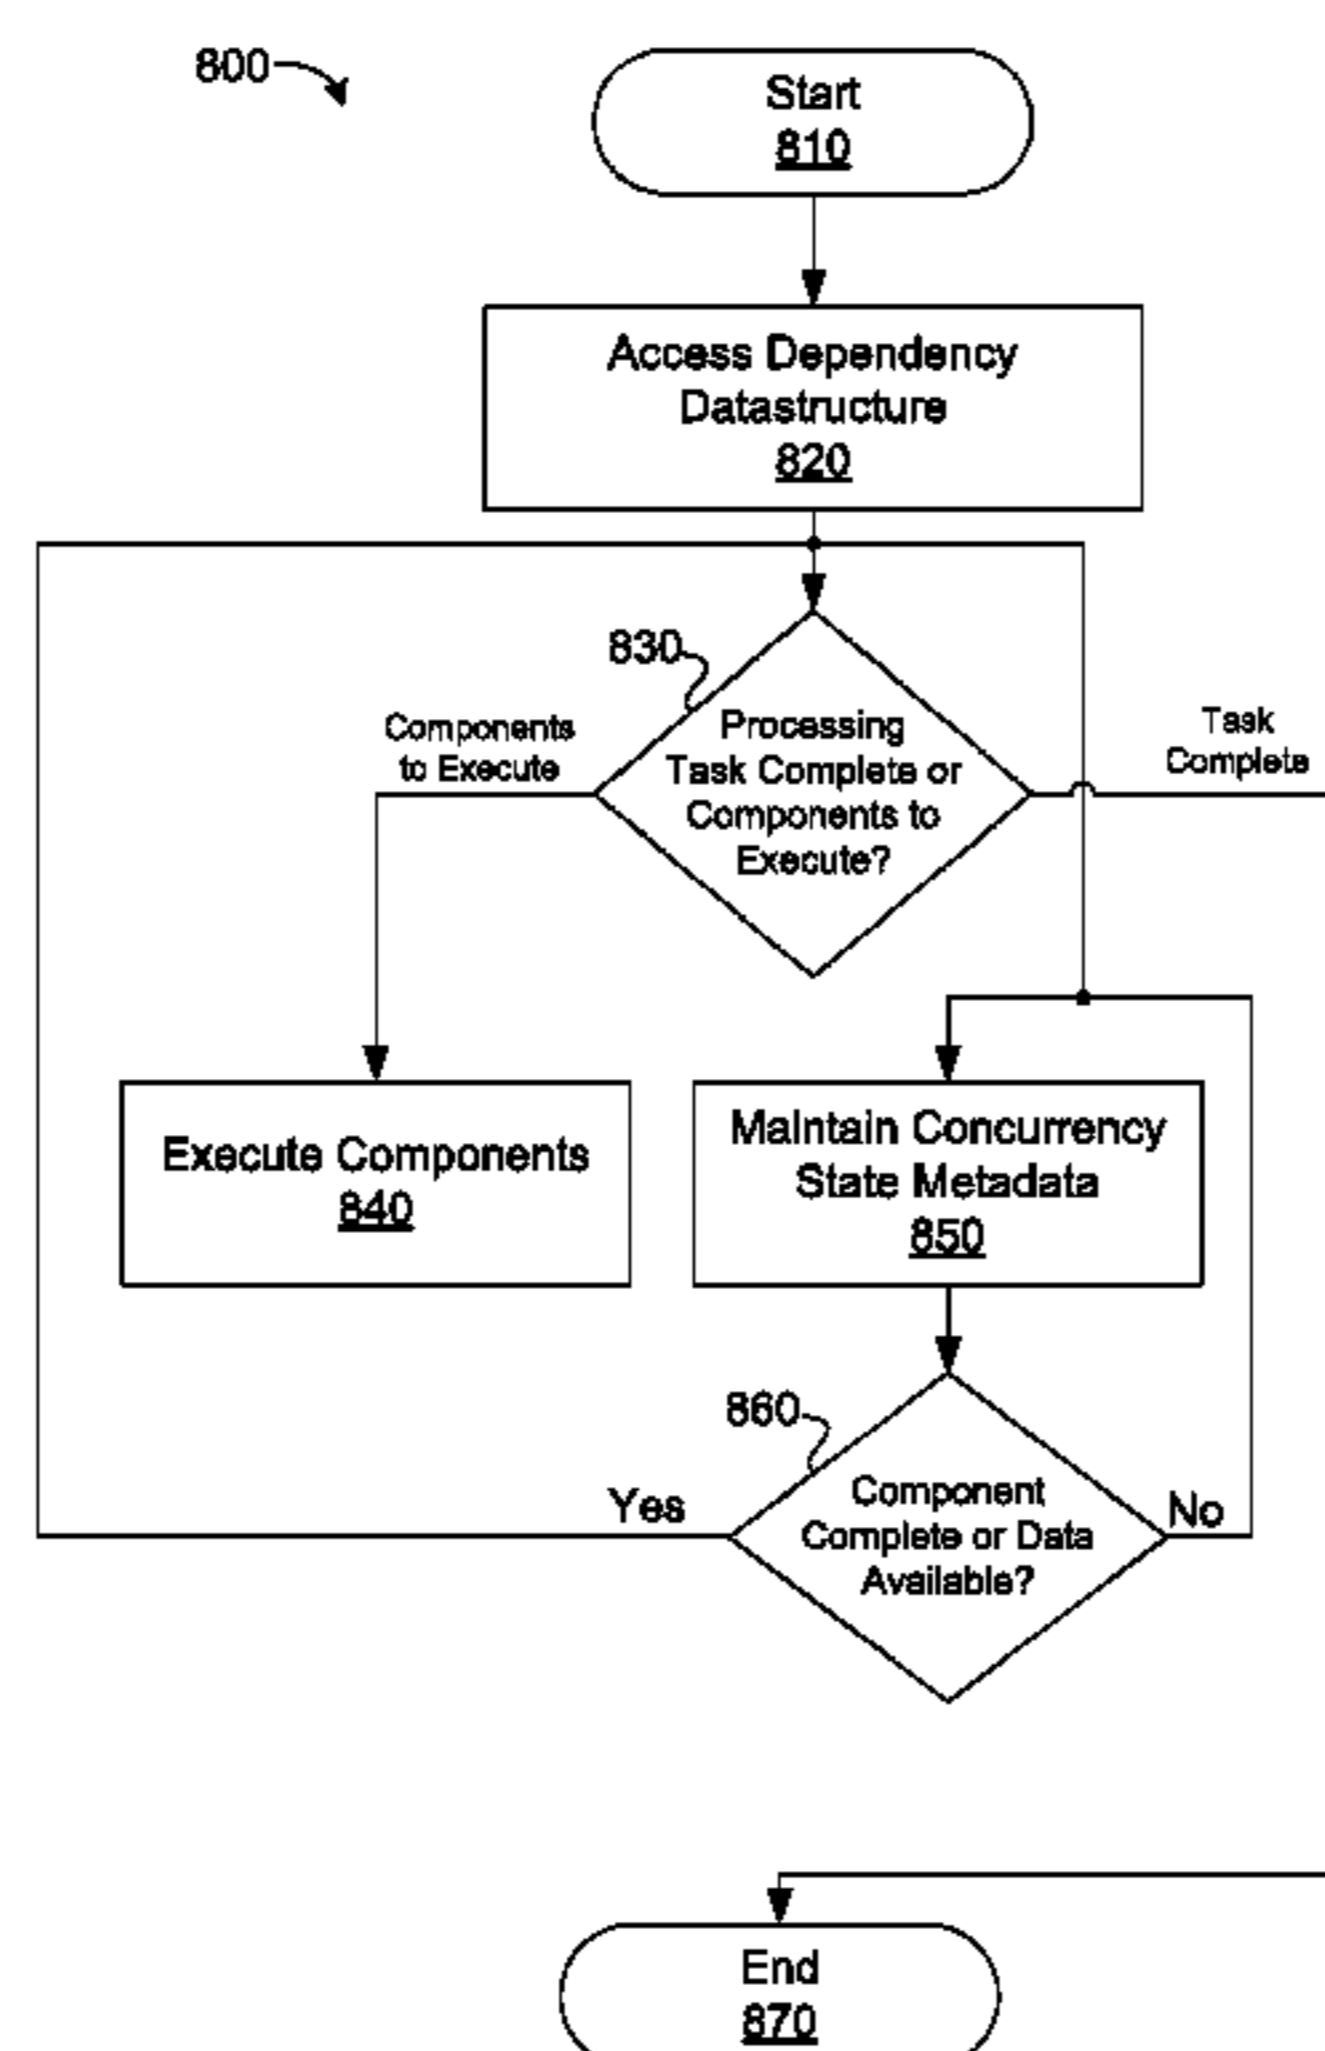 800
Start
810
Access Dependency
Datastructure
820
830
Components
to Execute
Processing
Task Complete or
Components to
Execute?
Task
Complete
Execute Components
840
Maintain Concurrency
State Metadata
850
860
Yes
Component
Complete or Data
Available?
No
End
870